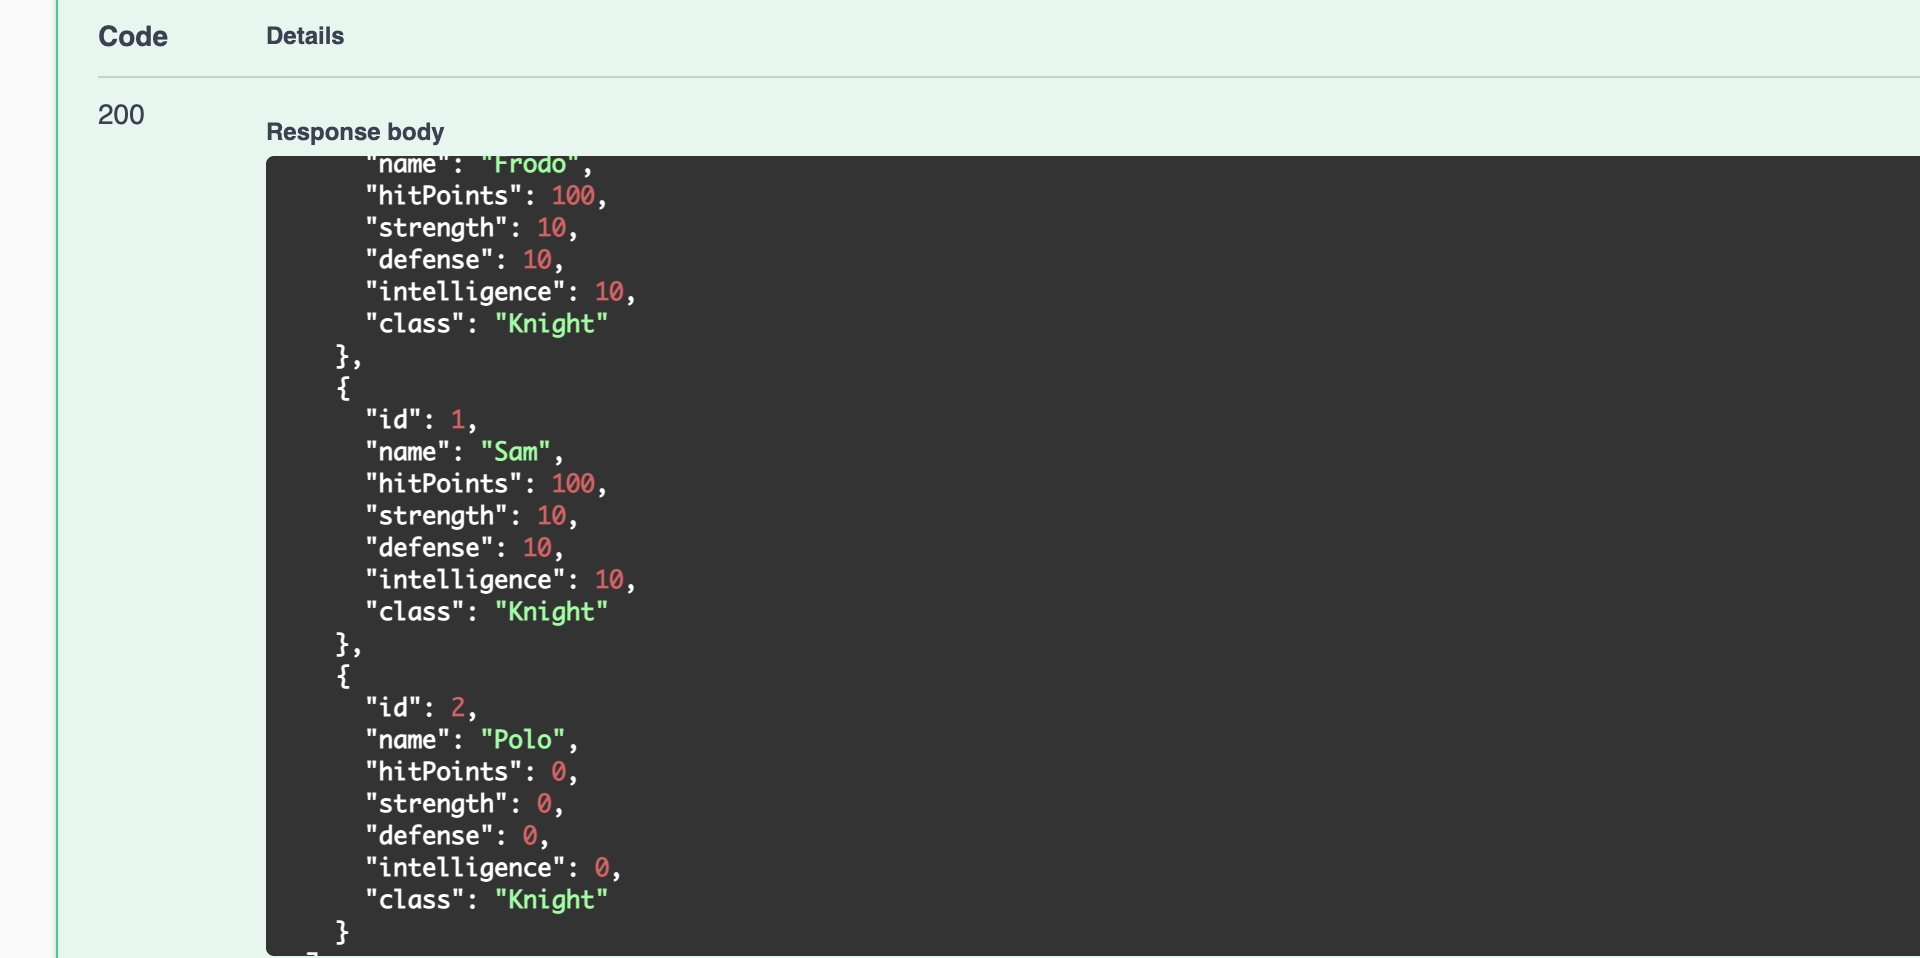 Code Details
200
Response body
"name": "Frodo",
"hitPoints": 100,
"strength": 10,
"defense": 10,
"intelligence": 10,
"class": "Knight"
},
{
"id": 1,
"name": "Sam",
"hitPoints": 100,
"strength": 10,
"defense": 10,
"intelligence": 10,
"class": "Knight"
},
{
"id": 2,
"name": "Polo",
"hitPoints": 0,
"strength": 0,
"defense": 0,
"intelligence": 0,
"class": "Knight"
}